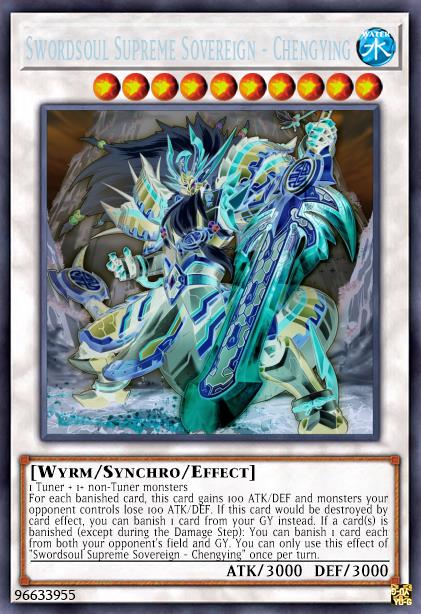 Swordsoul Supreme Sovereign - Chengying
WATER
水
[Wyrm/Synchro/Effect]
1 Tuner + 1+ non-Tuner monsters
For each banished card, this card gains 100 ATK/DEF and monsters your
opponent controls lose 100 ATK/DEF. If this card would be destroyed by
card effect, you can banish 1 card from your GY instead. If a card(s) is
banished (except during the Damage Step): You can banish 1 card each
from both your opponent's field and GY. You can only use this effect of
"Swordsoul Supreme Sovereign - Chengying" once per turn.
ATK/3000 DEF/3000
96633955